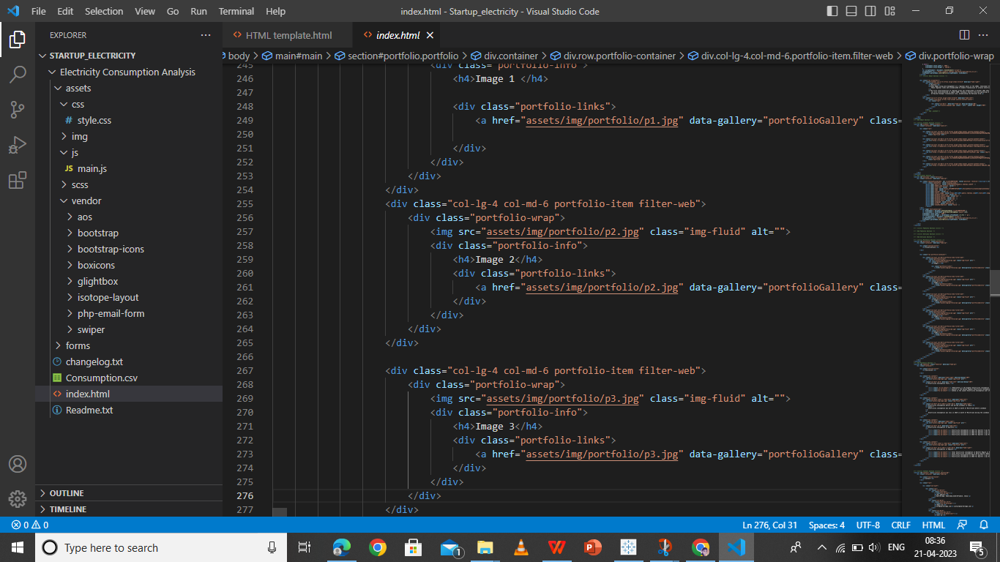 File Edit Selection View Go Run Terminal Help
index.html - Startup_electricity - Visual Studio Code
EXPLORER
HTML template.html
index.html
STARTUP_ELECTRICITY
body > main#main > section#portfolio.portfolio > div.container > div.row.portfolio-container > div.col-lg-4.col-md-6.portfolio-item.filter-web > div.portfolio-wrap
Electricity Consumption Analysis
assets
css
# style.css
img
js
JS main.js
scss
vendor
aos
bootstrap
bootstrap-icons
boxicons
glightbox
isotope-layout
php-email-form
swiper
forms
changelog.txt
Consumption.csv
<> index.html
Readme.txt
OUTLINE
TIMELINE
245 <div class="portfolio-info">
246 <h4>Image 1 </h4>
247
248 <div class="portfolio-links">
249 <a href="assets/img/portfolio/p1.jpg" data-gallery="portfolioGallery" class=
250
251 </div>
252 </div>
253 </div>
254 </div>
255 <div class="col-lg-4 col-md-6 portfolio-item filter-web">
256 <div class="portfolio-wrap">
257 <img src="assets/img/portfolio/p2.jpg" class="img-fluid" alt="">
258 <div class="portfolio-info">
259 <h4>Image 2</h4>
260 <div class="portfolio-links">
261 <a href="assets/img/portfolio/p2.jpg" data-gallery="portfolioGallery" class=
262 </div>
263 </div>
264 </div>
265 </div>
266
267 <div class="col-lg-4 col-md-6 portfolio-item filter-web">
268 <div class="portfolio-wrap">
269 <img src="assets/img/portfolio/p3.jpg" class="img-fluid" alt="">
270 <div class="portfolio-info">
271 <h4>Image 3</h4>
272 <div class="portfolio-links">
273 <a href="assets/img/portfolio/p3.jpg" data-gallery="portfolioGallery" class=
274 </div>
275 </div>
276 </div>
277 </div>
0 0
Ln 276, Col 31 Spaces: 4 UTF-8 CRLF HTML
Type here to search
1
W
P
ENG
08:36
21-04-2023
5